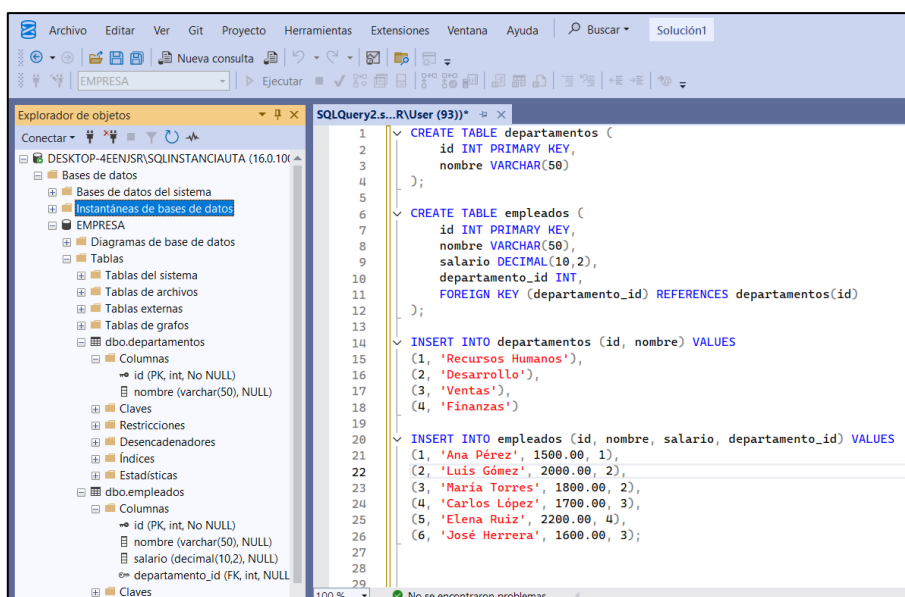 Archivo Editar Ver Git Proyecto Herramientas Extensiones Ventana Ayuda Buscar Solución1
Nueva consulta
EMPRESA Ejecutar
Explorador de objetos
Conectar
DESKTOP-4EENJSR\SQLINSTANCIAUTA (16.0.100
Bases de datos
Bases de datos del sistema
Instantáneas de bases de datos
EMPRESA
Diagramas de base de datos
Tablas
Tablas del sistema
Tablas de archivos
Tablas externas
Tablas de grafos
dbo.departamentos
Columnas
id (PK, int, No NULL)
nombre (varchar(50), NULL)
Claves
Restricciones
Desencadenadores
Índices
Estadísticas
dbo.empleados
Columnas
id (PK, int, No NULL)
nombre (varchar(50), NULL)
salario (decimal(10,2), NULL)
departamento_id (FK, int, NULL
Claves
SQLQuery2.s...R\User (93))*
1 CREATE TABLE departamentos (
2 id INT PRIMARY KEY,
3 nombre VARCHAR(50)
4 );
5
6 CREATE TABLE empleados (
7 id INT PRIMARY KEY,
8 nombre VARCHAR(50),
9 salario DECIMAL(10,2),
10 departamento_id INT,
11 FOREIGN KEY (departamento_id) REFERENCES departamentos(id)
12 );
13
14 INSERT INTO departamentos (id, nombre) VALUES
15 (1, 'Recursos Humanos'),
16 (2, 'Desarrollo'),
17 (3, 'Ventas'),
18 (4, 'Finanzas')
19
20 INSERT INTO empleados (id, nombre, salario, departamento_id) VALUES
21 (1, 'Ana Pérez', 1500.00, 1),
22 (2, 'Luis Gómez', 2000.00, 2),
23 (3, 'María Torres', 1800.00, 2),
24 (4, 'Carlos López', 1700.00, 3),
25 (5, 'Elena Ruiz', 2200.00, 4),
26 (6, 'José Herrera', 1600.00, 3);
27
28
29
100 % No se encontraron problemas